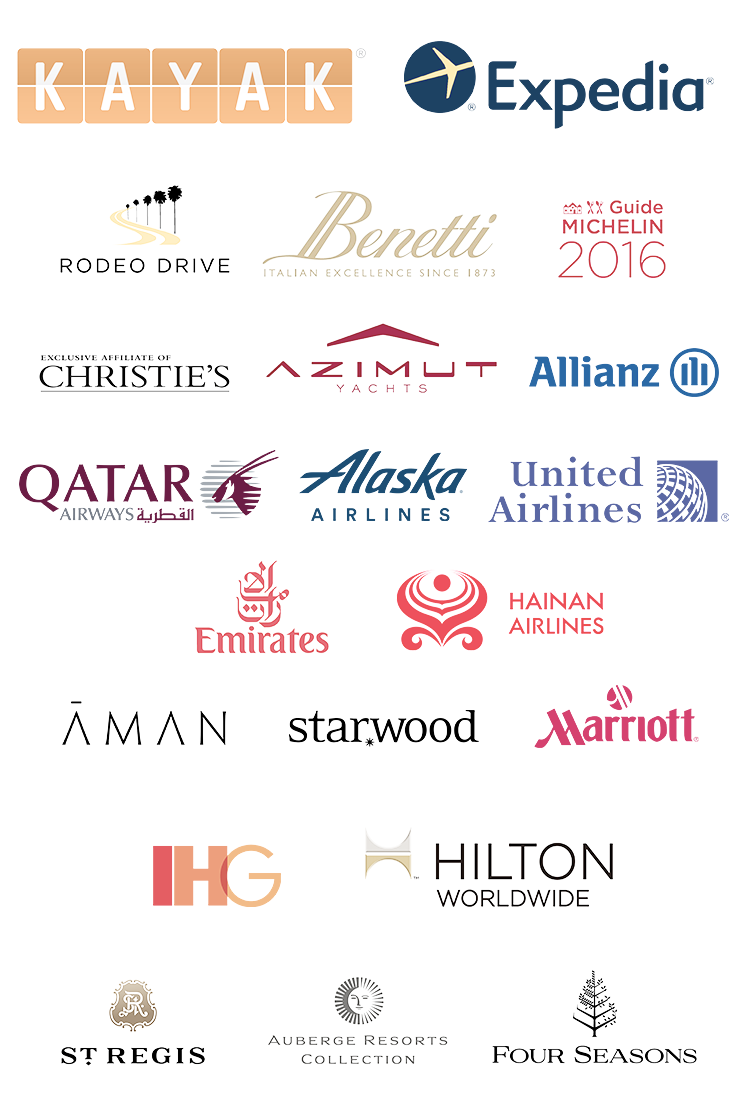 KAYAK®
Expedia®
RODEO DRIVE
Benetti
ITALIAN EXCELLENCE SINCE 1873
Guide
MICHELIN
2016
EXCLUSIVE AFFILIATE OF
CHRISTIE'S
AZIMUT
YACHTS
Allianz
QATAR
AIRWAYS القطرية
Alaska
AIRLINES
United
Airlines
Emirates
HAINAN
AIRLINES
ĀMAN
starwood
Marriott
IHG
HILTON
WORLDWIDE
ST. REGIS
AUBERGE RESORTS
COLLECTION
FOUR SEASONS